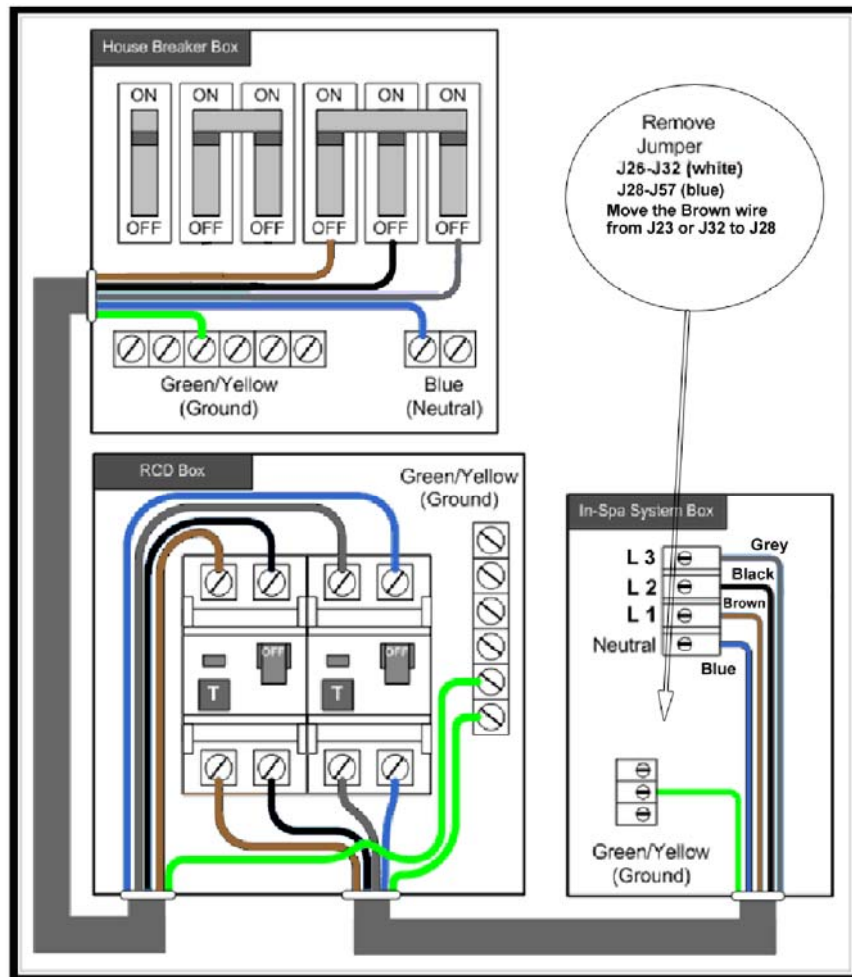 House Breaker Box
ON ON ON ON ON ON
OFF OFF OFF OFF OFF OFF
Green/Yellow
(Ground)
Blue
(Neutral)
Remove
Jumper
J26-J32 (white)
J28-J57 (blue)
Move the Brown wire
from J23 or J32 to J28
RCD Box
Green/Yellow
(Ground)
OFF OFF
T T
In-Spa System Box
L 3 Grey
L 2 Black
L 1 Brown
Neutral
Blue
Green/Yellow
(Ground)